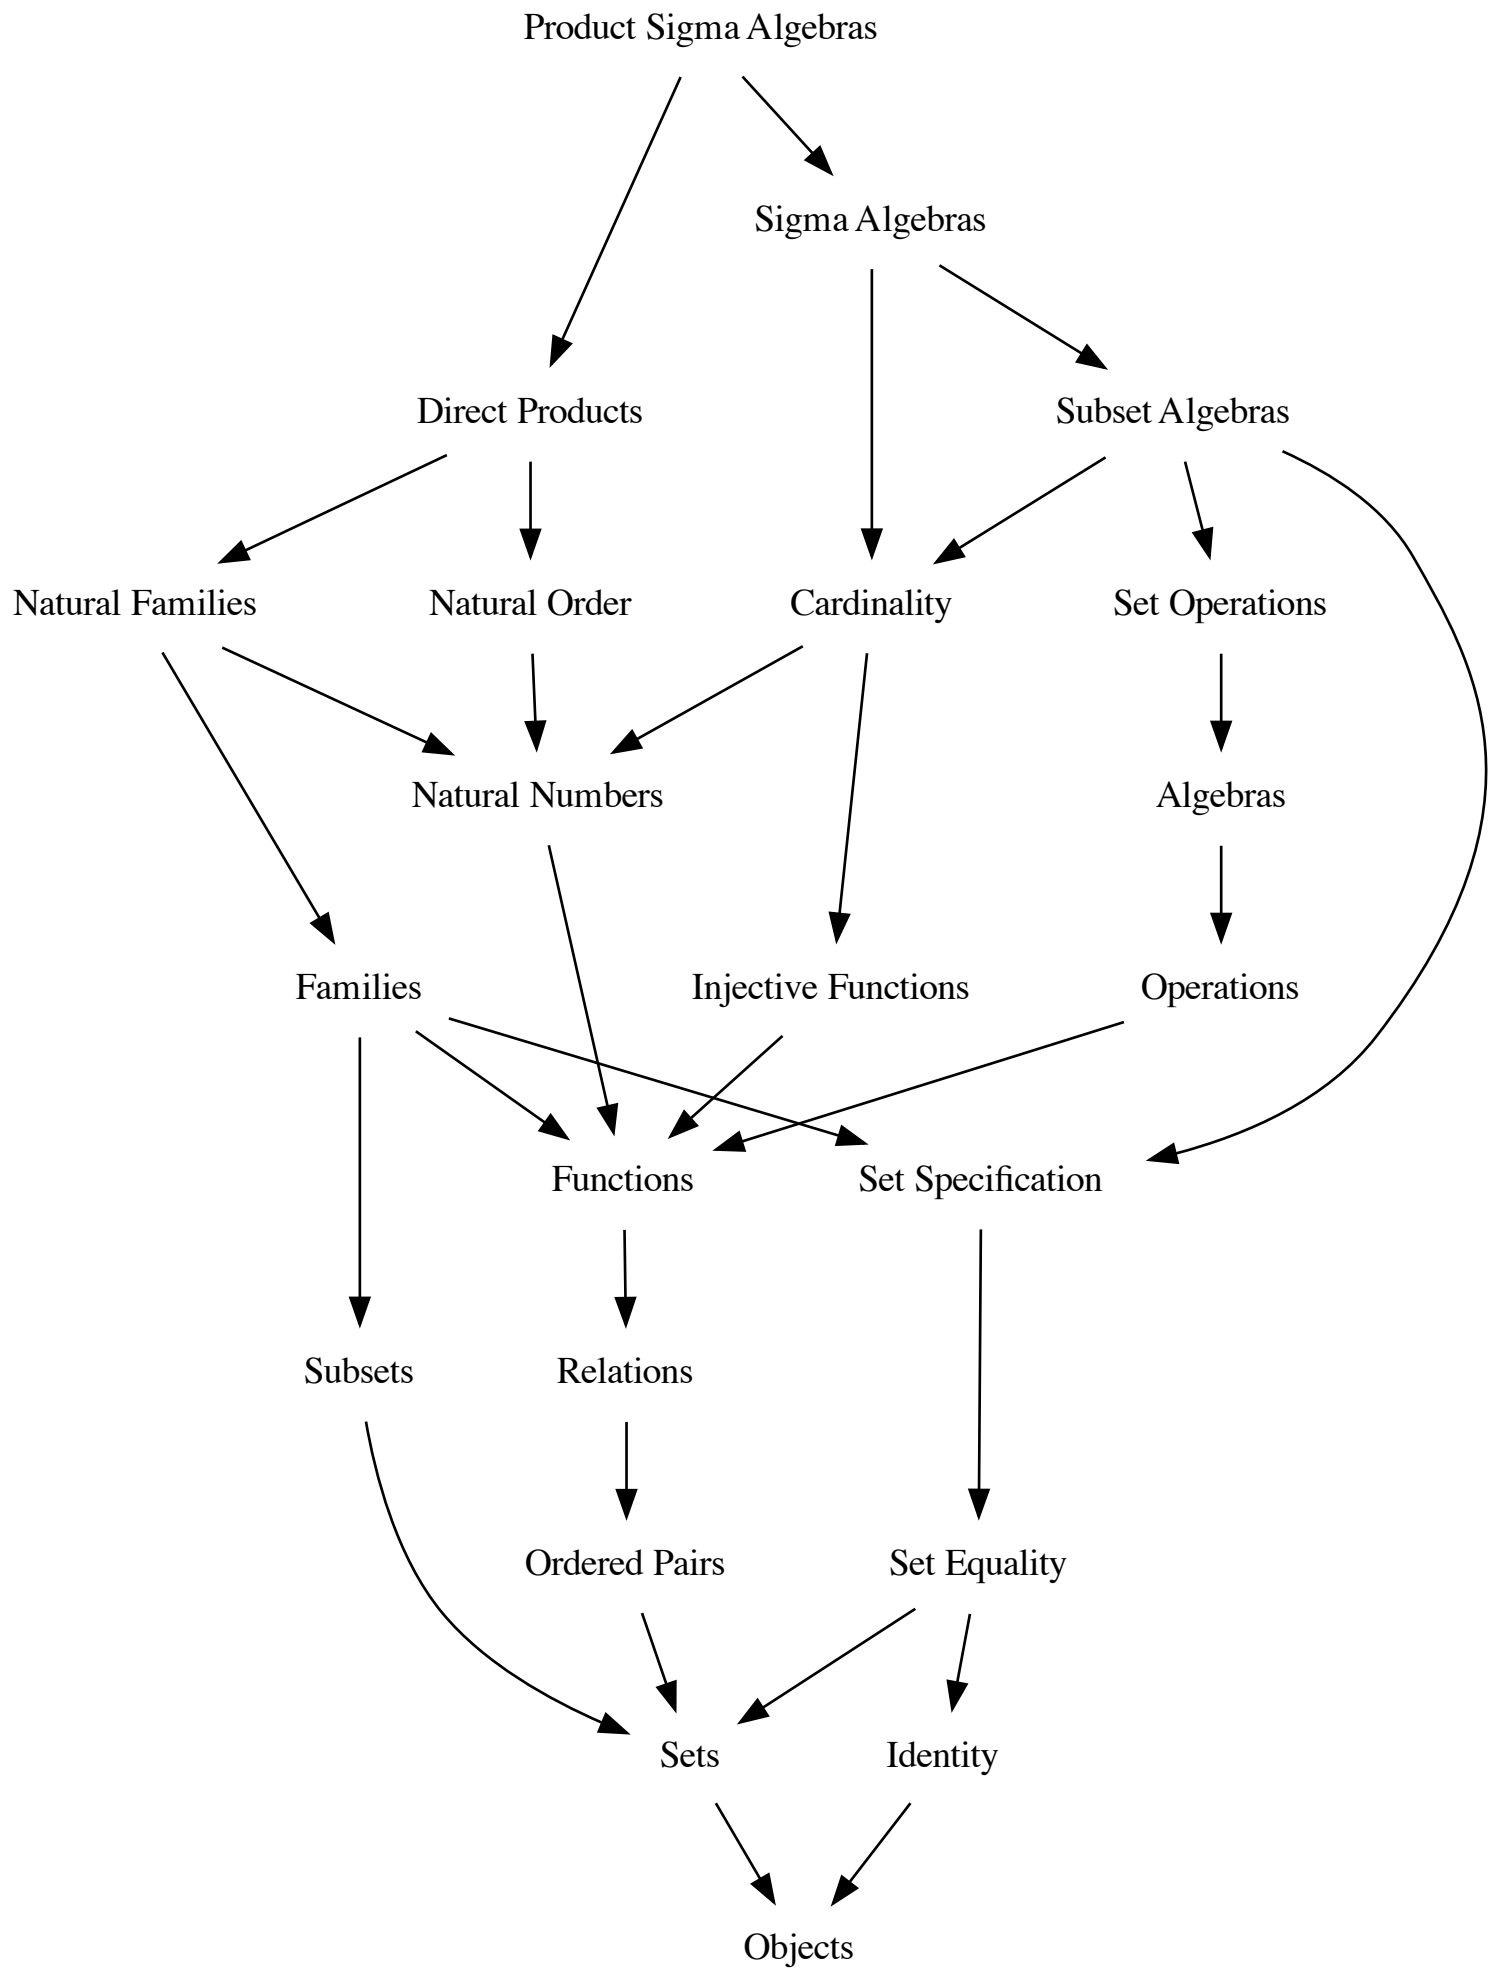 Product Sigma Algebras
Sigma Algebras
Direct Products
Subset Algebras
Natural Families
Natural Order
Cardinality
Set Operations
Natural Numbers
Algebras
Families
Injective Functions
Operations
Functions
Set Specification
Subsets
Relations
Ordered Pairs
Set Equality
Sets
Identity
Objects